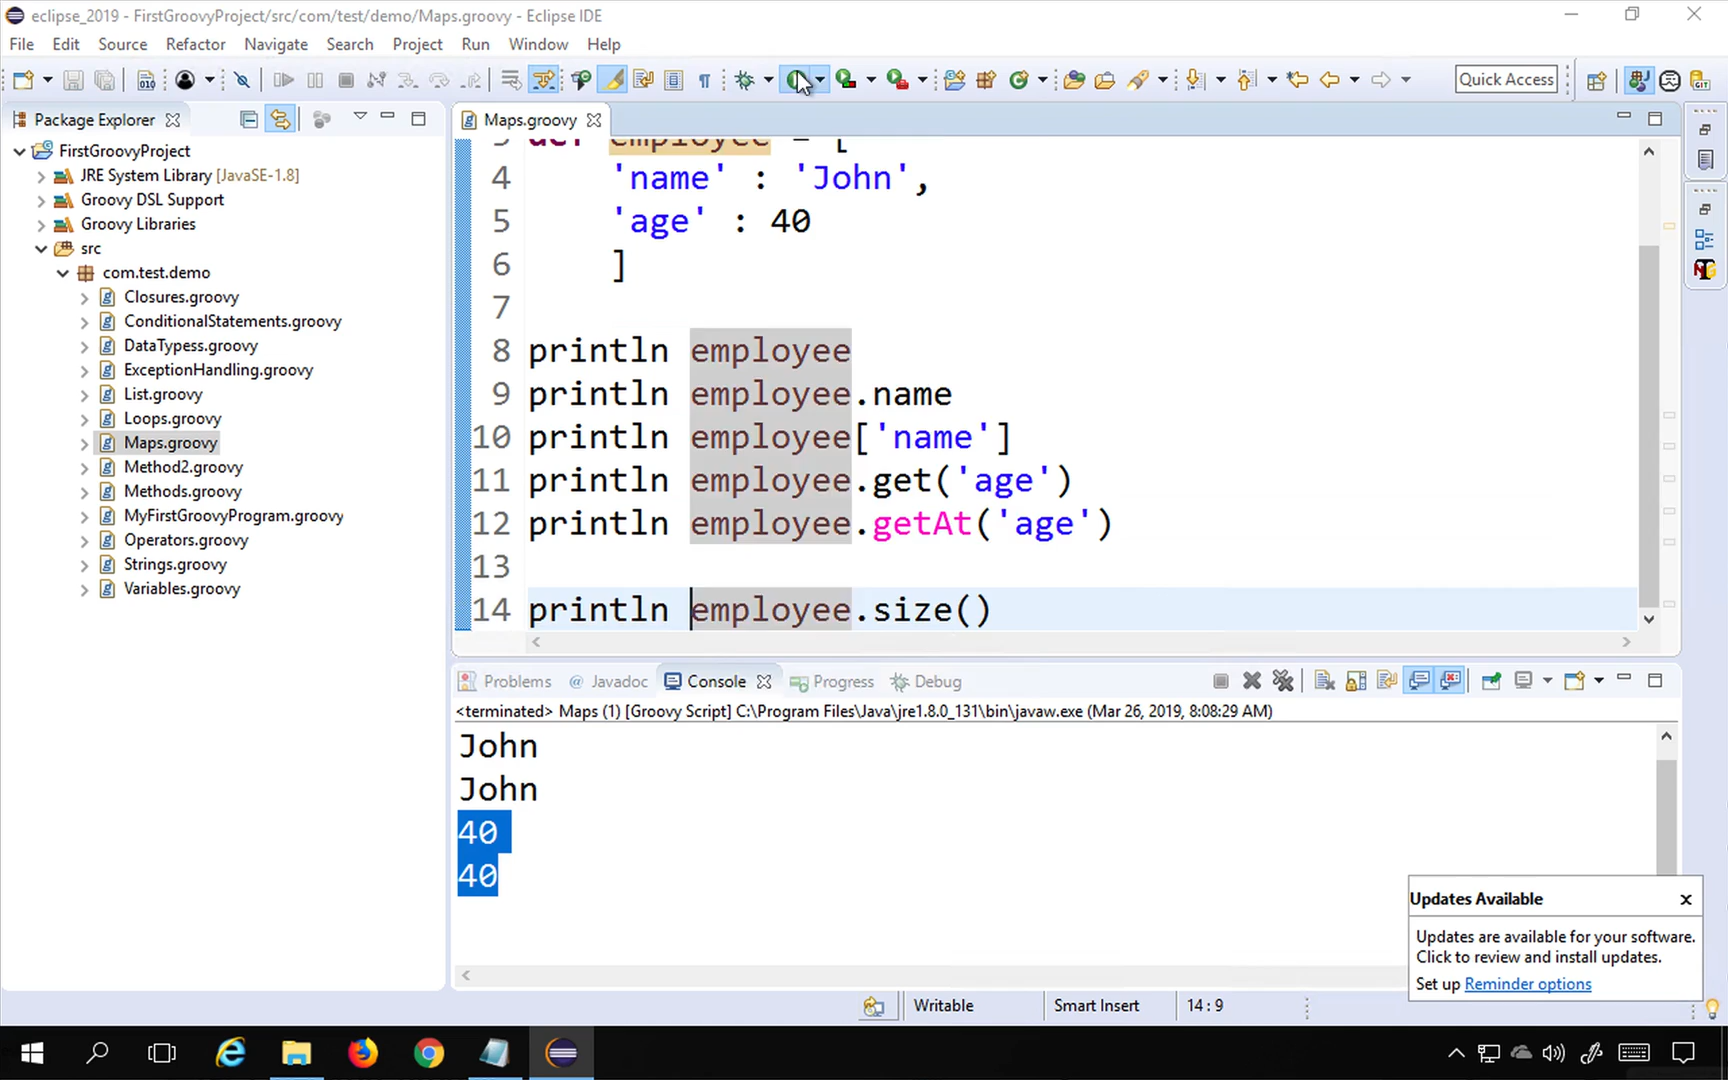 eclipse_2019 - FirstGroovyProject/src/com/test/demo/Maps.groovy - Eclipse IDE
File Edit Source Refactor Navigate Search Project Run Window Help
Quick Access
Package Explorer
Maps.groovy
FirstGroovyProject
JRE System Library [JavaSE-1.8]
Groovy DSL Support
Groovy Libraries
src
com.test.demo
Closures.groovy
ConditionalStatements.groovy
DataTypess.groovy
ExceptionHandling.groovy
List.groovy
Loops.groovy
Maps.groovy
Method2.groovy
Methods.groovy
MyFirstGroovyProgram.groovy
Operators.groovy
Strings.groovy
Variables.groovy
3 def employee = [
4 'name' : 'John',
5 'age' : 40
6 ]
7
8 println employee
9 println employee.name
10 println employee['name']
11 println employee.get('age')
12 println employee.getAt('age')
13
14 println employee.size()
Problems Javadoc Console Progress Debug
<terminated> Maps (1) [Groovy Script] C:\Program Files\Java\jre1.8.0_131\bin\javaw.exe (Mar 26, 2019, 8:08:29 AM)
John
John
40
40
Updates Available
Updates are available for your software.
Click to review and install updates.
Set up Reminder options
Writable Smart Insert 14 : 9